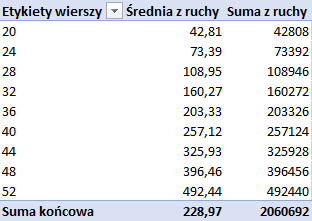 Etykiety wierszy Średnia z ruchy Suma z ruchy
20 42,81 42808
24 73,39 73392
28 108,95 108946
32 160,27 160272
36 203,33 203326
40 257,12 257124
44 325,93 325928
48 396,46 396456
52 492,44 492440
Suma końcowa 228,97 2060692